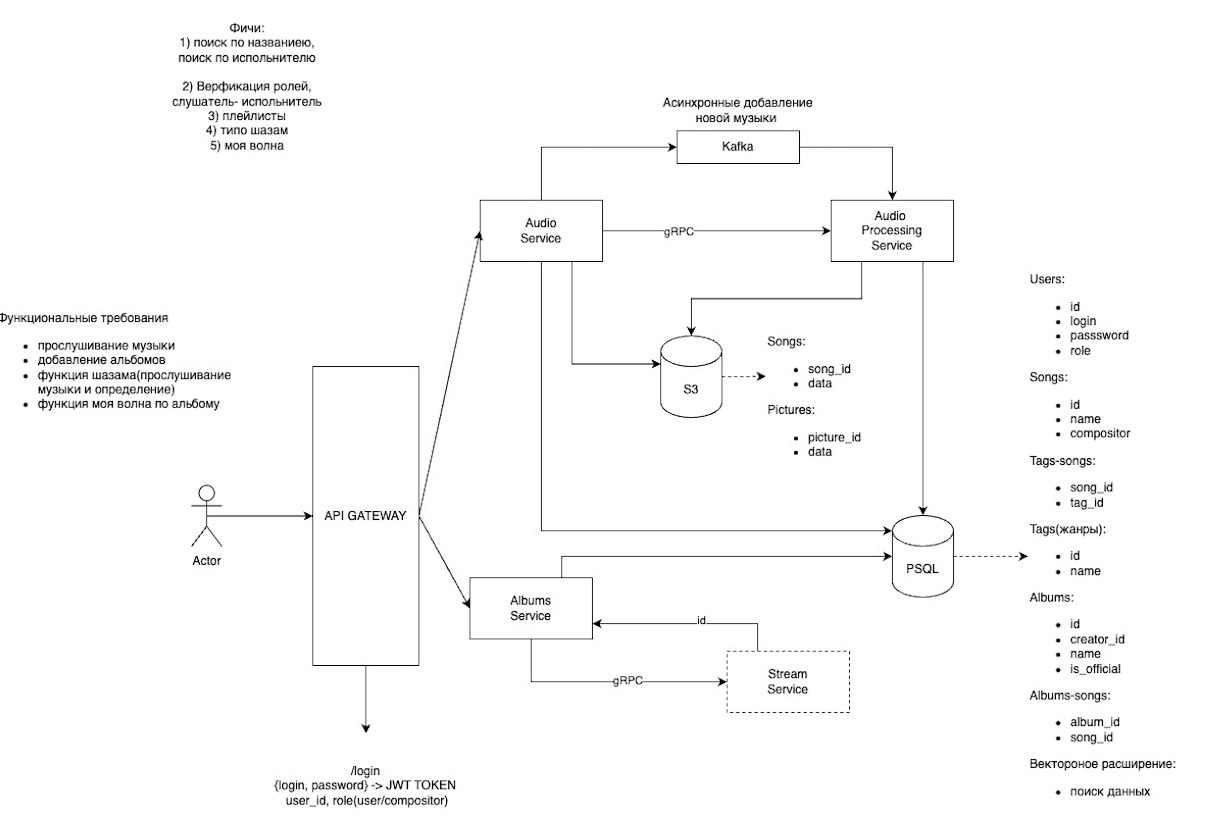 Фичи:
1) поиск по названиею,
поиск по испольнителю
2) Верфикация ролей,
слушатель- испольнитель
3) плейлисты
4) типо шазам
5) моя волна
Асинхронные добавление
новой музыки
Kafka
Audio
Service
gRPC
Audio
Processing
Service
Функциональные требования
прослушивание музыки
добавление альбомов
функция шазама(прослушивание
музыки и определение)
функция моя волна по альбому
S3
Songs:
song_id
data
Pictures:
picture_id
data
Actor
API GATEWAY
Albums
Service
id
gRPC
Stream
Service
PSQL
/login
{login, password} -> JWT TOKEN
user_id, role(user/compositor)
Users:
id
login
passsword
role
Songs:
id
name
compositor
Tags-songs:
song_id
tag_id
Tags(жанры):
id
name
Albums:
id
creator_id
name
is_official
Albums-songs:
album_id
song_id
Вектороное расширение:
поиск данных